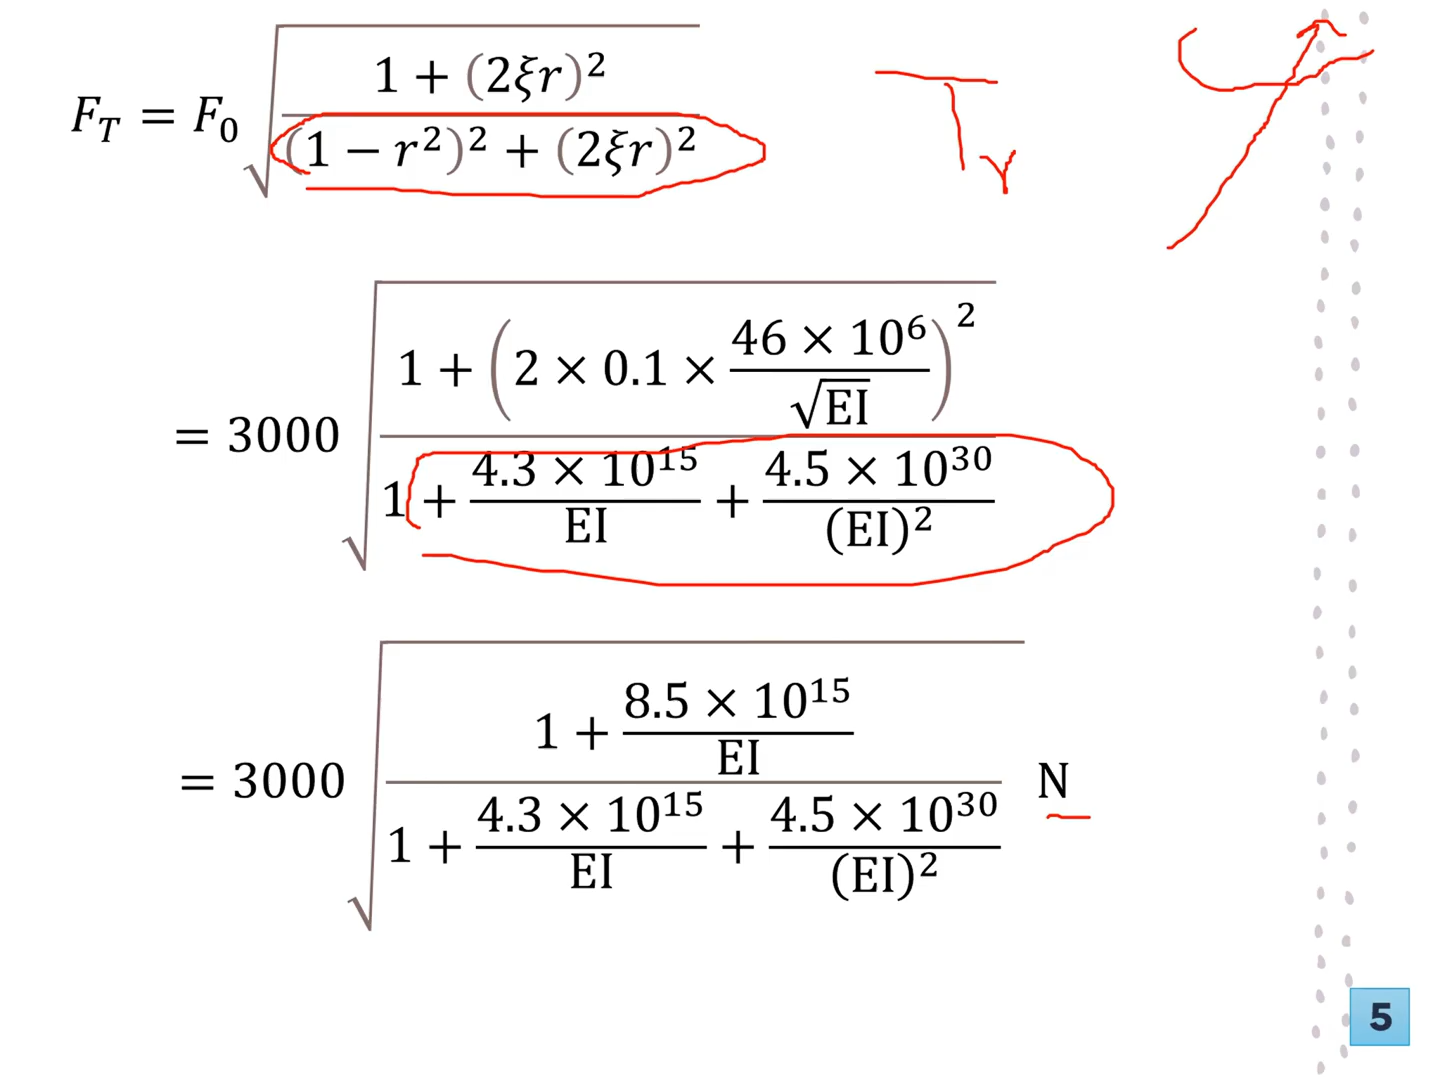 F_T = F_0 √((1 + (2ξr)²) / ((1 − r²)² + (2ξr)²))
T_r
= 3000 √((1 + (2 × 0.1 × (46 × 10⁶)/√EI)²) / (1 + (4.3 × 10¹⁵)/EI + (4.5 × 10³⁰)/(EI)²))
= 3000 √((1 + (8.5 × 10¹⁵)/EI) / (1 + (4.3 × 10¹⁵)/EI + (4.5 × 10³⁰)/(EI)²)) N
5